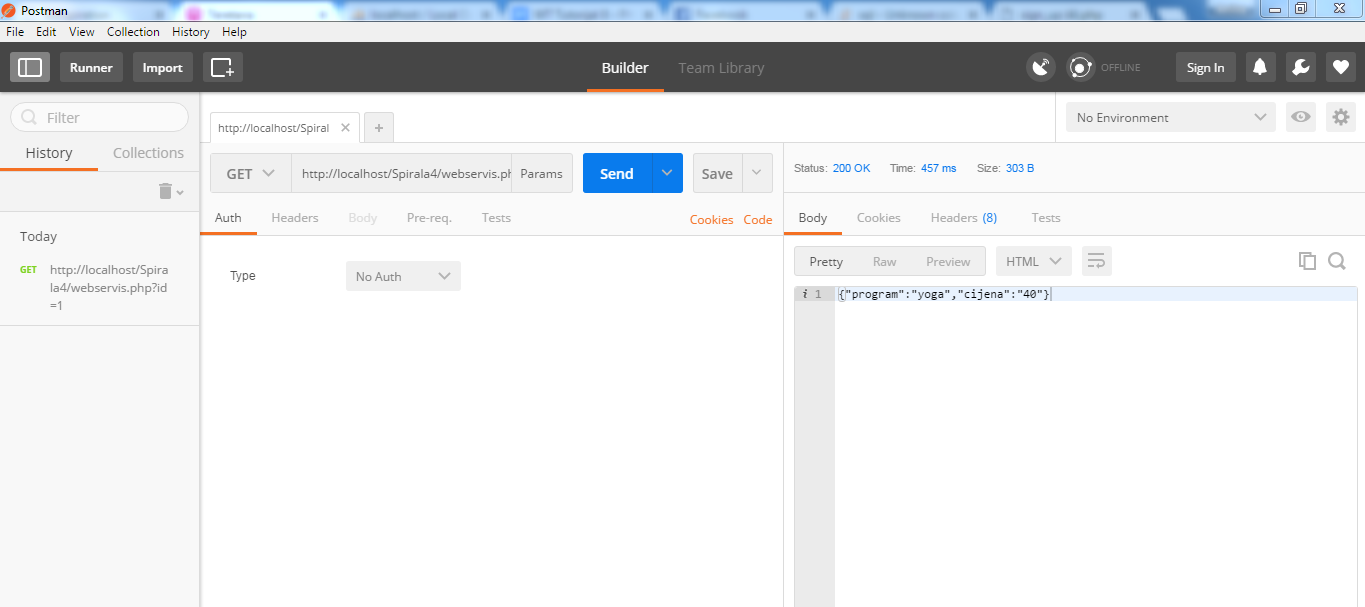 Postman
File Edit View Collection History Help
Runner Import Builder Team Library OFFLINE Sign In
Filter
History Collections
Today
GET http://localhost/Spira
la4/webservis.php?id
=1
http://localhost/Spiral
No Environment
GET http://localhost/Spirala4/webservis.ph Params Send Save
Status: 200 OK Time: 457 ms Size: 303 B
Auth Headers Body Pre-req. Tests Cookies Code
Body Cookies Headers (8) Tests
Type No Auth
Pretty Raw Preview HTML
i 1 {"program":"yoga","cijena":"40"}